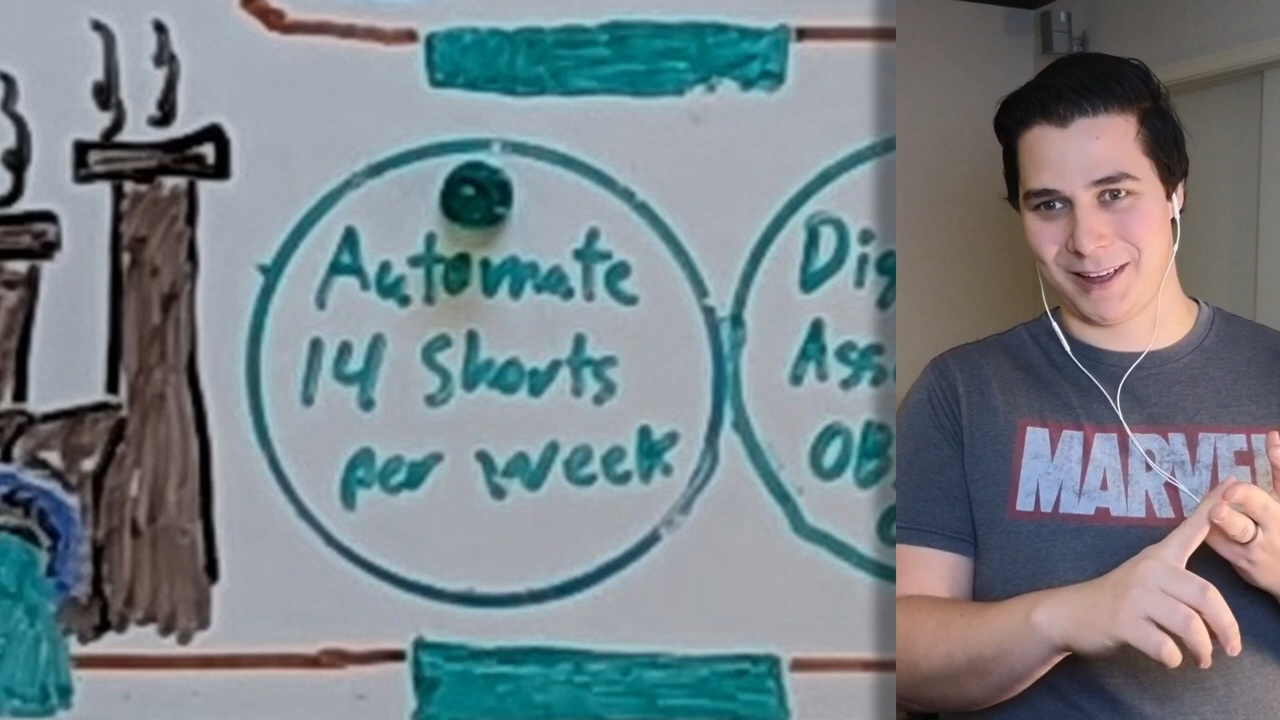 Automate
14 Shorts
per week
Dig
Ass
OB
MARVEL